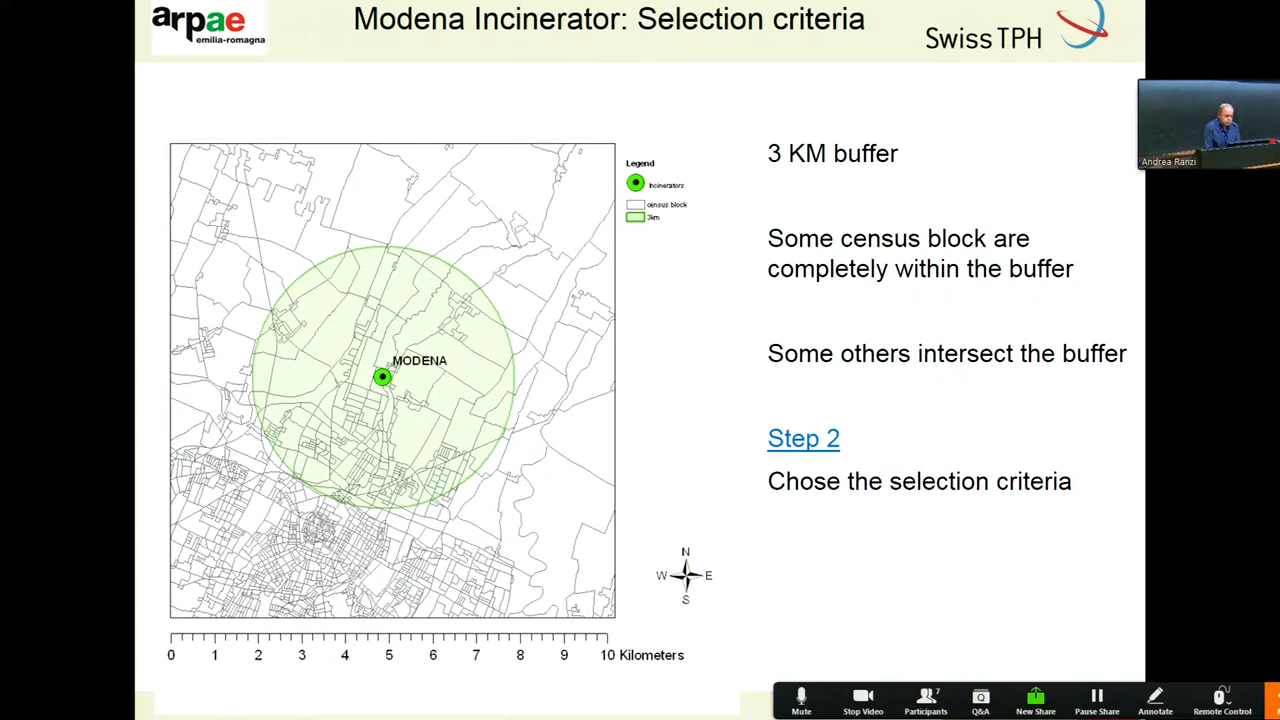 arpae
emilia-romagna
Modena Incinerator: Selection criteria
Swiss TPH
Andrea Ranzi
3 KM buffer
Some census block are
completely within the buffer
Some others intersect the buffer
Step 2
Chose the selection criteria
Legend
Incinerators
census block
3km
MODENA
N
W E
S
0 1 2 3 4 5 6 7 8 9 10 Kilometers
Mute
Stop Video
7
Participants
Q&A
New Share
Pause Share
Annotate
Remote Control